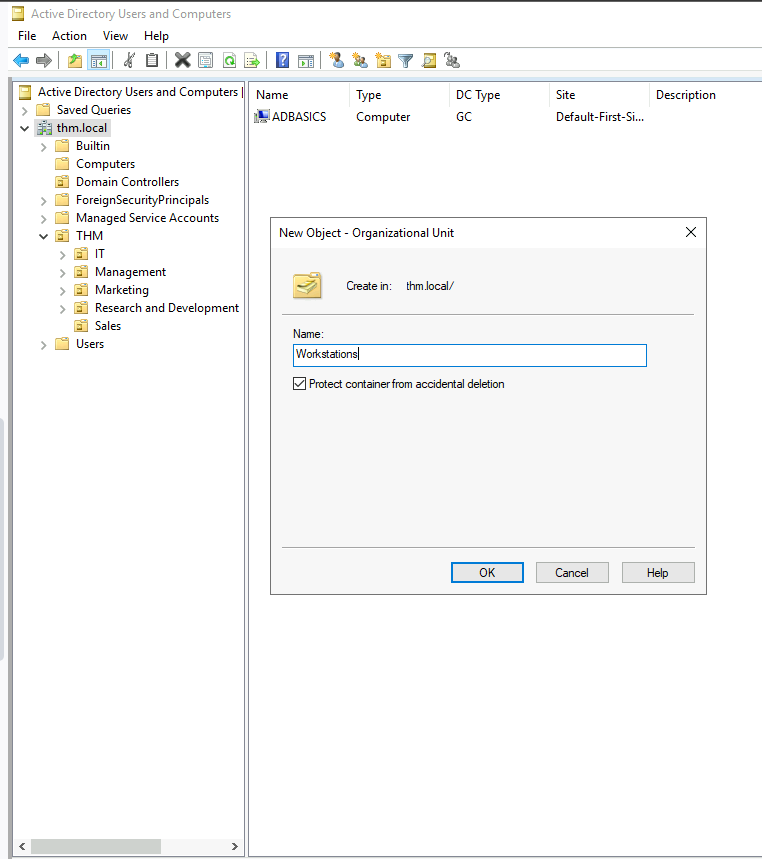 Active Directory Users and Computers
File Action View Help
Active Directory Users and Computers
Saved Queries
thm.local
Builtin
Computers
Domain Controllers
ForeignSecurityPrincipals
Managed Service Accounts
THM
IT
Management
Marketing
Research and Development
Sales
Users
Name Type DC Type Site Description
ADBASICS Computer GC Default-First-Si...
New Object - Organizational Unit
Create in: thm.local/
Name:
Workstations
Protect container from accidental deletion
OK Cancel Help